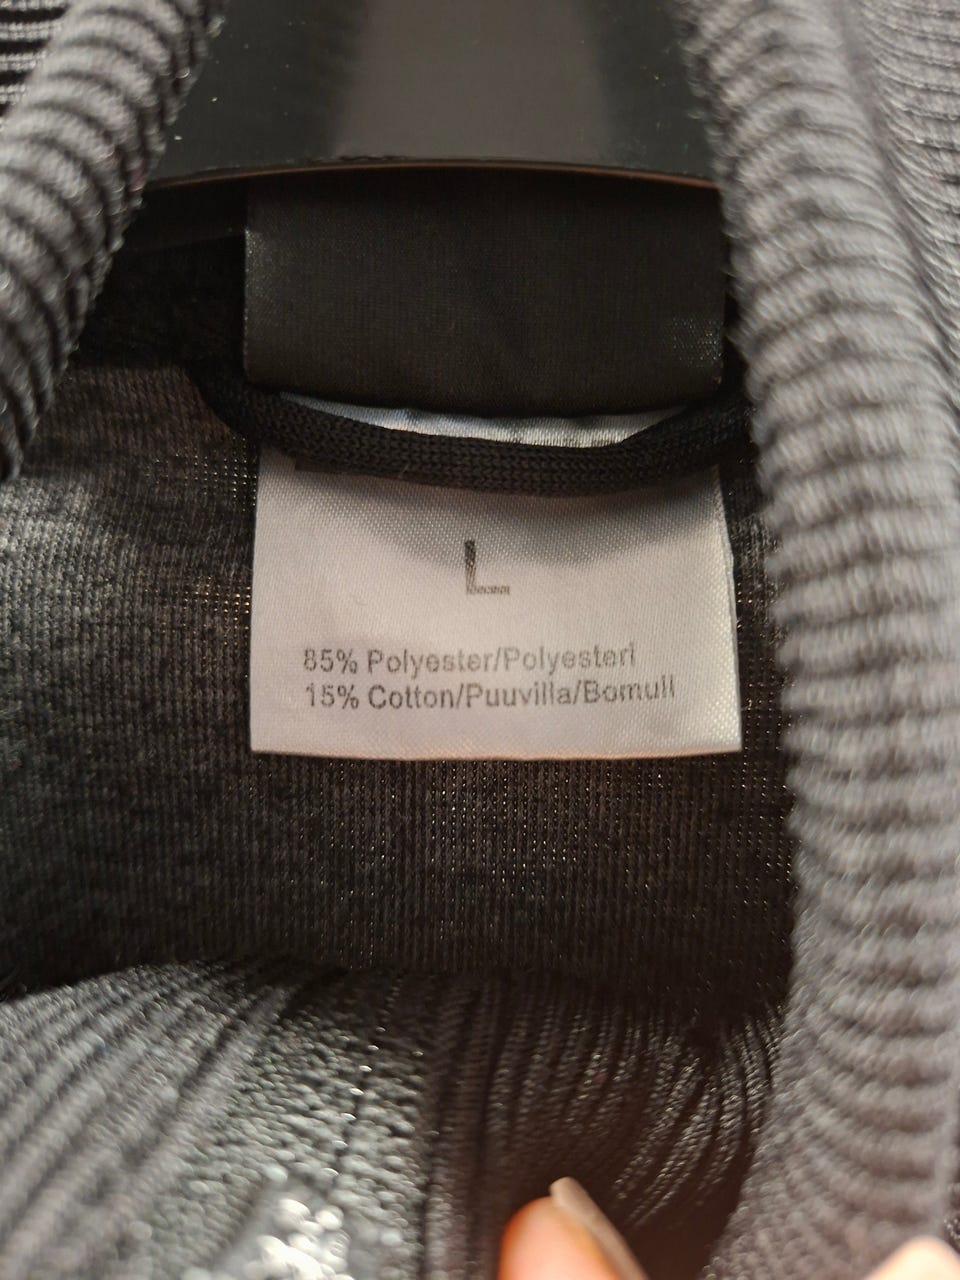 L
85% Polyester/Polyesteri
15% Cotton/Puuvilla/Bomull